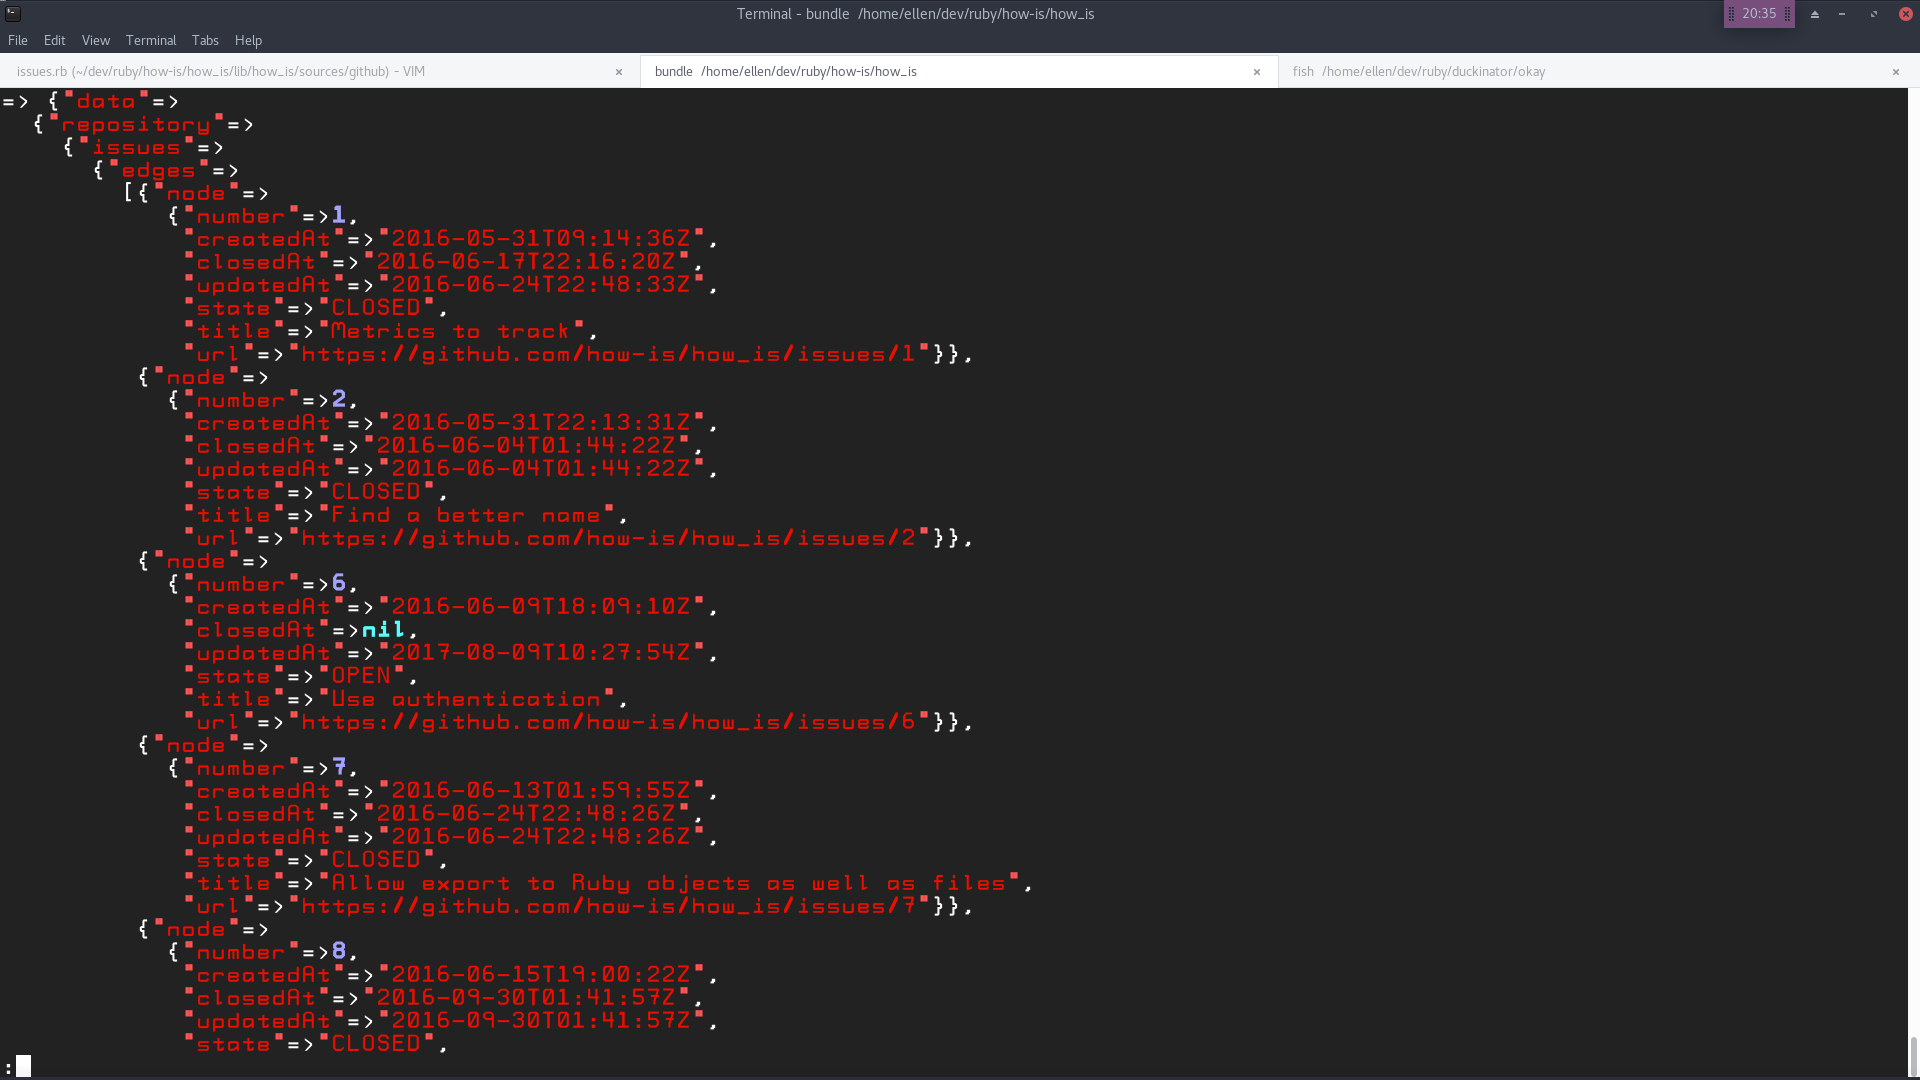 Terminal - bundle  /home/ellen/dev/ruby/how-is/how_is
20:35
File Edit View Terminal Tabs Help
issues.rb (~/dev/ruby/how-is/how_is/lib/how_is/sources/github) - VIM × bundle  /home/ellen/dev/ruby/how-is/how_is × fish  /home/ellen/dev/ruby/duckinator/okay ×
=> {"data"=>
  {"repository"=>
    {"issues"=>
      {"edges"=>
        [{"node"=>
           {"number"=>1,
            "createdAt"=>"2016-05-31T09:14:36Z",
            "closedAt"=>"2016-06-17T22:16:20Z",
            "updatedAt"=>"2016-06-24T22:48:33Z",
            "state"=>"CLOSED",
            "title"=>"Metrics to track",
            "url"=>"https://github.com/how-is/how_is/issues/1"}},
         {"node"=>
           {"number"=>2,
            "createdAt"=>"2016-05-31T22:13:31Z",
            "closedAt"=>"2016-06-04T01:44:22Z",
            "updatedAt"=>"2016-06-04T01:44:22Z",
            "state"=>"CLOSED",
            "title"=>"Find a better name",
            "url"=>"https://github.com/how-is/how_is/issues/2"}},
         {"node"=>
           {"number"=>6,
            "createdAt"=>"2016-06-09T18:09:10Z",
            "closedAt"=>nil,
            "updatedAt"=>"2017-08-09T10:27:54Z",
            "state"=>"OPEN",
            "title"=>"Use authentication",
            "url"=>"https://github.com/how-is/how_is/issues/6"}},
         {"node"=>
           {"number"=>7,
            "createdAt"=>"2016-06-13T01:59:55Z",
            "closedAt"=>"2016-06-24T22:48:26Z",
            "updatedAt"=>"2016-06-24T22:48:26Z",
            "state"=>"CLOSED",
            "title"=>"Allow export to Ruby objects as well as files",
            "url"=>"https://github.com/how-is/how_is/issues/7"}},
         {"node"=>
           {"number"=>8,
            "createdAt"=>"2016-06-15T19:00:22Z",
            "closedAt"=>"2016-09-30T01:41:57Z",
            "updatedAt"=>"2016-09-30T01:41:57Z",
            "state"=>"CLOSED",
: